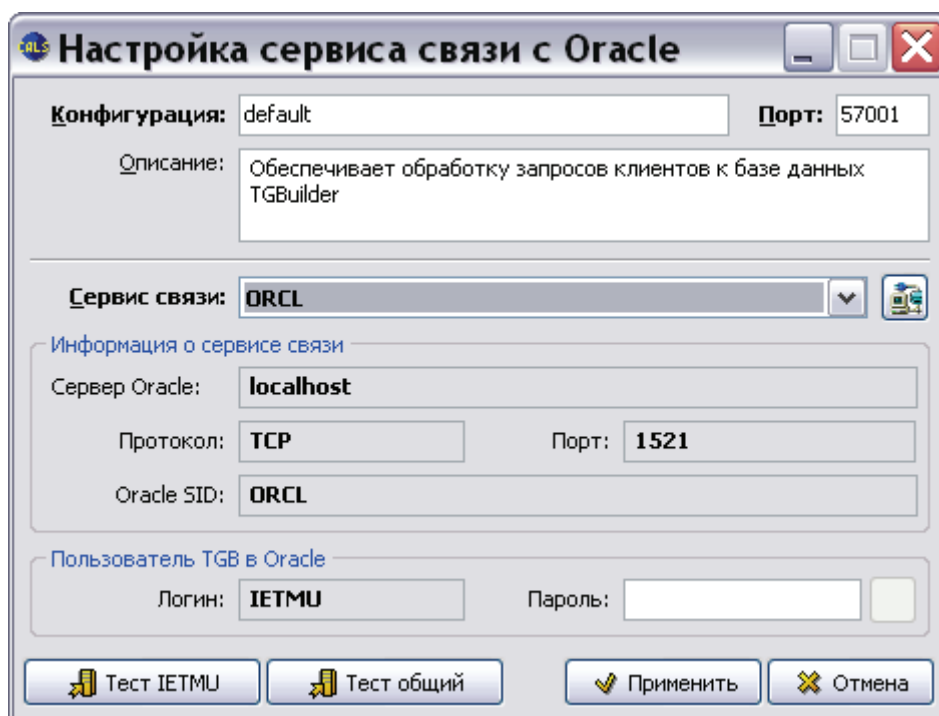 CALS Настройка сервиса связи с Oracle
Конфигурация: default Порт: 57001
Описание: Обеспечивает обработку запросов клиентов к базе данных
TGBuilder
Сервис связи: ORCL
Информация о сервисе связи
Сервер Oracle: localhost
Протокол: TCP Порт: 1521
Oracle SID: ORCL
Пользователь TGB в Oracle
Логин: IETMU Пароль:
Тест IETMU Тест общий Применить Отмена